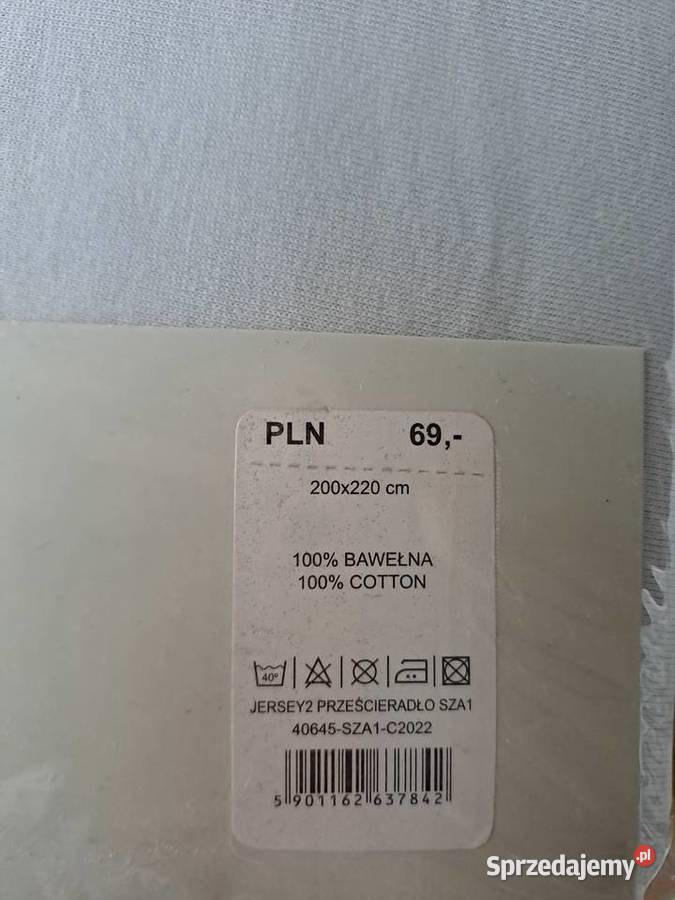 PLN 69,-
200x220 cm
100% BAWEŁNA
100% COTTON
40º
JERSEY2 PRZEŚCIERADŁO SZA1
40645-SZA1-C2022
5 901162 637842
Sprzedajemy.pl